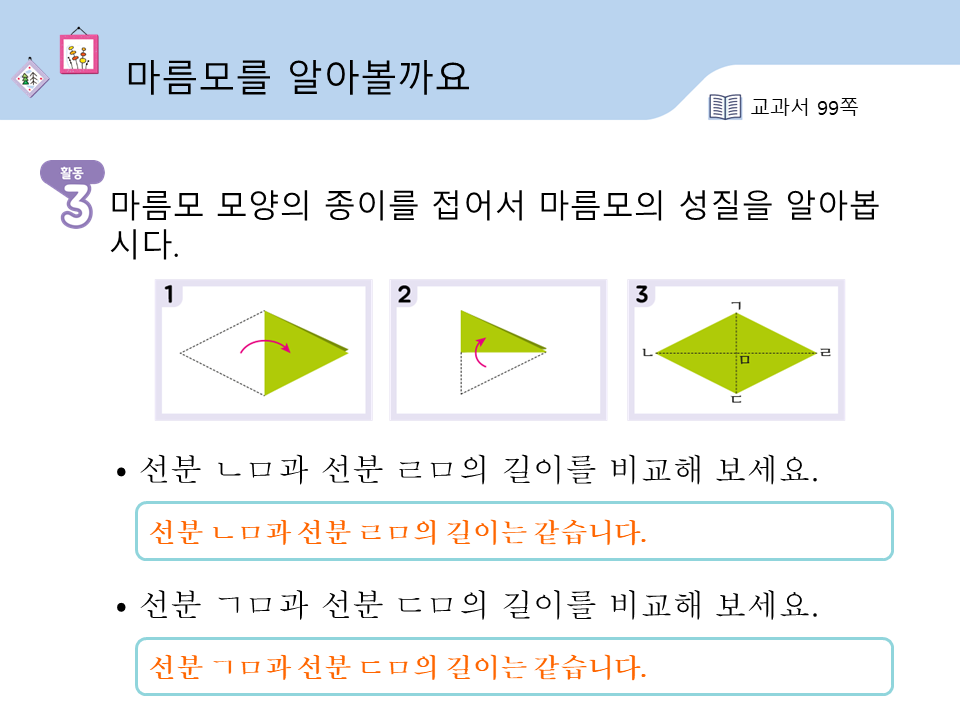 마름모를 알아볼까요
교과서 99쪽
활동
3
마름모 모양의 종이를 접어서 마름모의 성질을 알아봅
시다.
1
2
3
ㄱ
ㄴ
ㅁ
ㄹ
ㄷ
• 선분 ㄴㅁ과 선분 ㄹㅁ의 길이를 비교해 보세요.
선분 ㄴㅁ과 선분 ㄹㅁ의 길이는 같습니다.
• 선분 ㄱㅁ과 선분 ㄷㅁ의 길이를 비교해 보세요.
선분 ㄱㅁ과 선분 ㄷㅁ의 길이는 같습니다.